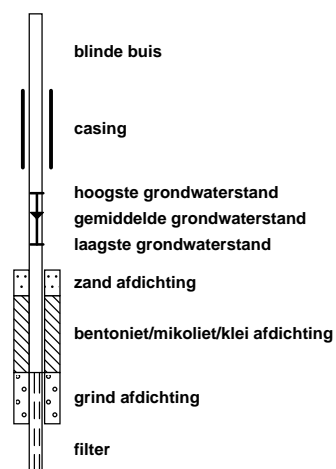 blinde buis
casing
hoogste grondwaterstand
gemiddelde grondwaterstand
laagste grondwaterstand
zand afdichting
bentoniet/mikoliet/klei afdichting
grind afdichting
filter